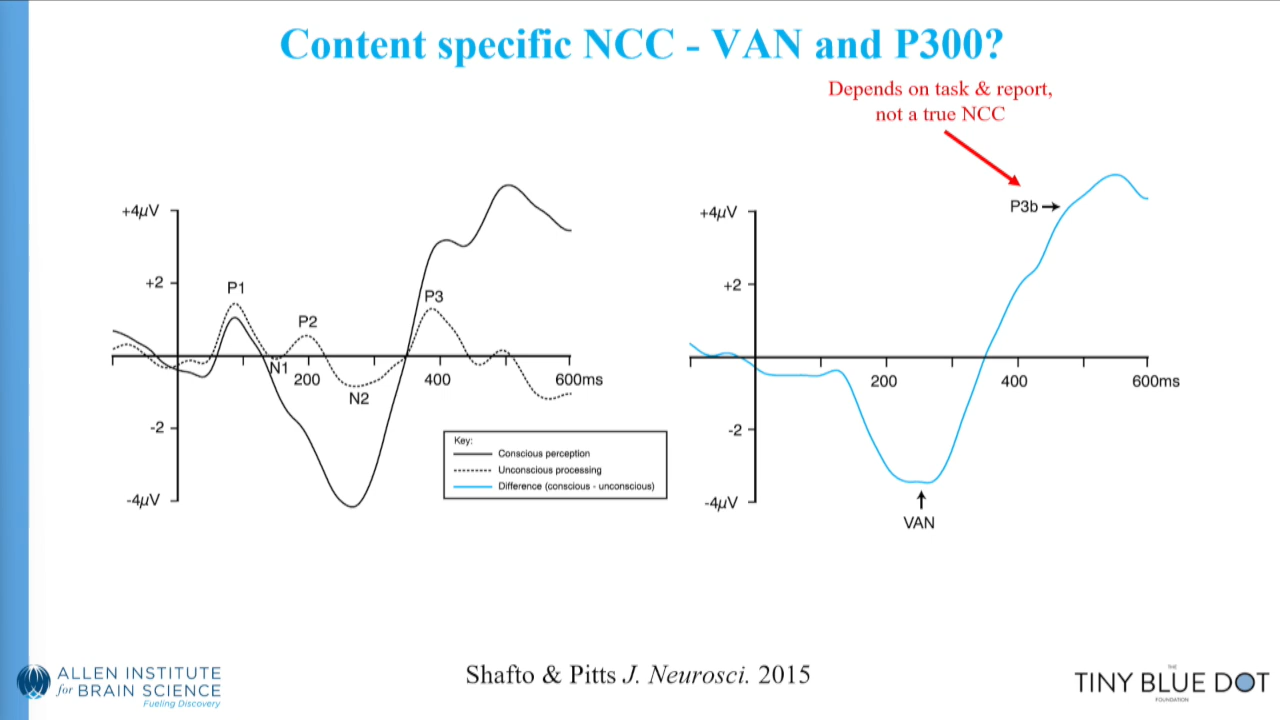 Content specific NCC - VAN and P300?
Depends on task & report,
not a true NCC
+4µV
+2
-2
-4µV
P1
P2
N1
N2
P3
200
400
600ms
Key:
Conscious perception
Unconscious processing
Difference (conscious - unconscious)
+4µV
+2
-2
-4µV
P3b
200
400
600ms
VAN
ALLEN INSTITUTE
for BRAIN SCIENCE
Fueling Discovery
Shafto & Pitts J. Neurosci. 2015
THE
TINY BLUE DOT
FOUNDATION